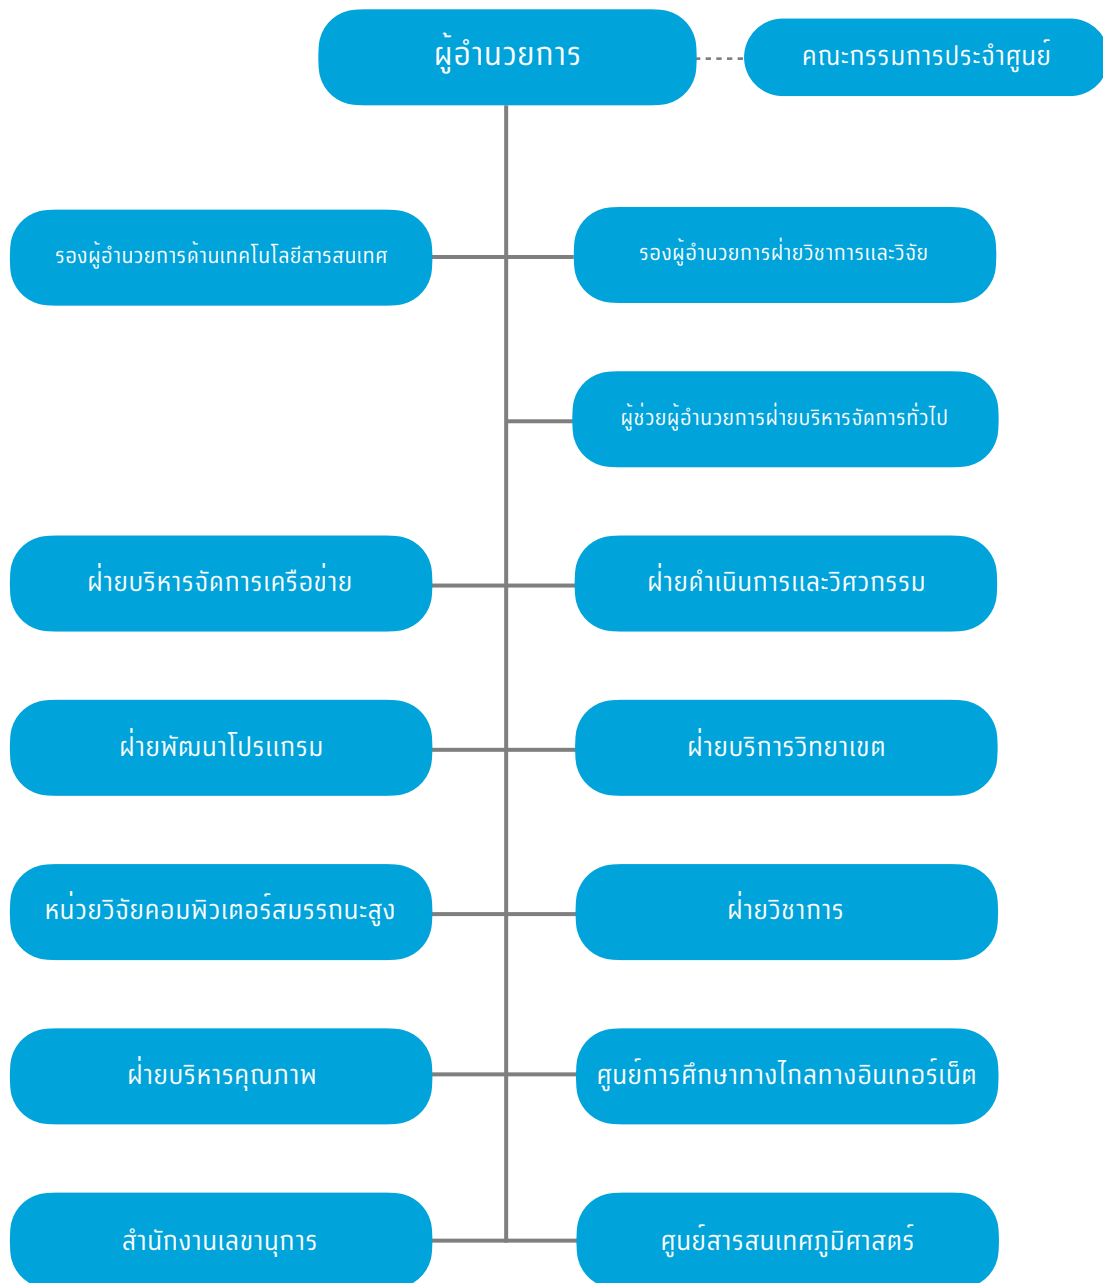 ผู้อำนวยการ
คณะกรรมการประจำศูนย์
รองผู้อำนวยการด้านเทคโนโลยีสารสนเทศ
รองผู้อำนวยการฝ่ายวิชาการและวิจัย
ผู้ช่วยผู้อำนวยการฝ่ายบริหารจัดการทั่วไป
ฝ่ายบริหารจัดการเครือข่าย
ฝ่ายดำเนินการและวิศวกรรม
ฝ่ายพัฒนาโปรแกรม
ฝ่ายบริการวิทยาเขต
หน่วยวิจัยคอมพิวเตอร์สมรรถนะสูง
ฝ่ายวิชาการ
ฝ่ายบริหารคุณภาพ
ศูนย์การศึกษาทางไกลทางอินเทอร์เน็ต
สำนักงานเลขานุการ
ศูนย์สารสนเทศภูมิศาสตร์